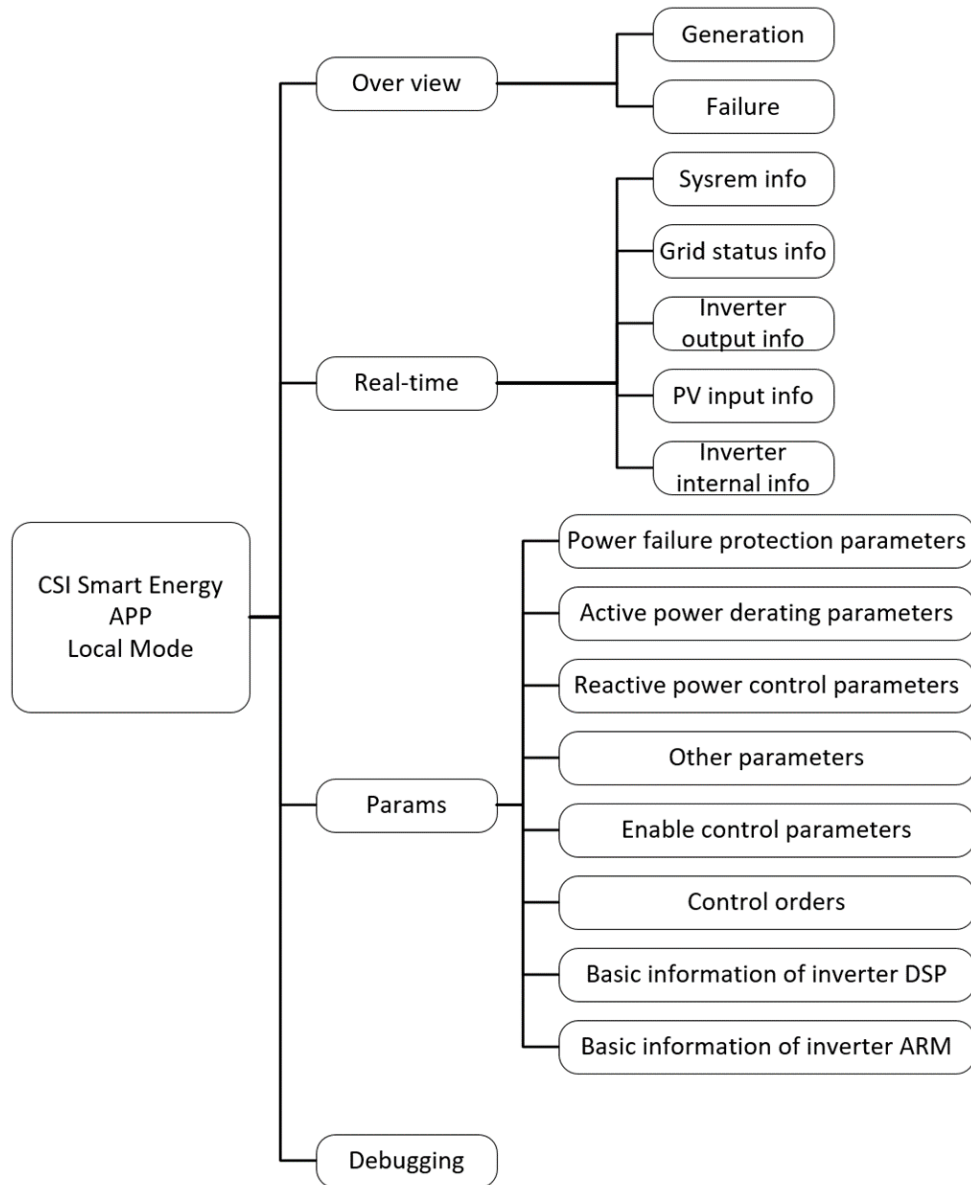 CSI Smart Energy
APP
Local Mode
Over view
Generation
Failure
Real-time
Sysrem info
Grid status info
Inverter
output info
PV input info
Inverter
internal info
Params
Power failure protection parameters
Active power derating parameters
Reactive power control parameters
Other parameters
Enable control parameters
Control orders
Basic information of inverter DSP
Basic information of inverter ARM
Debugging